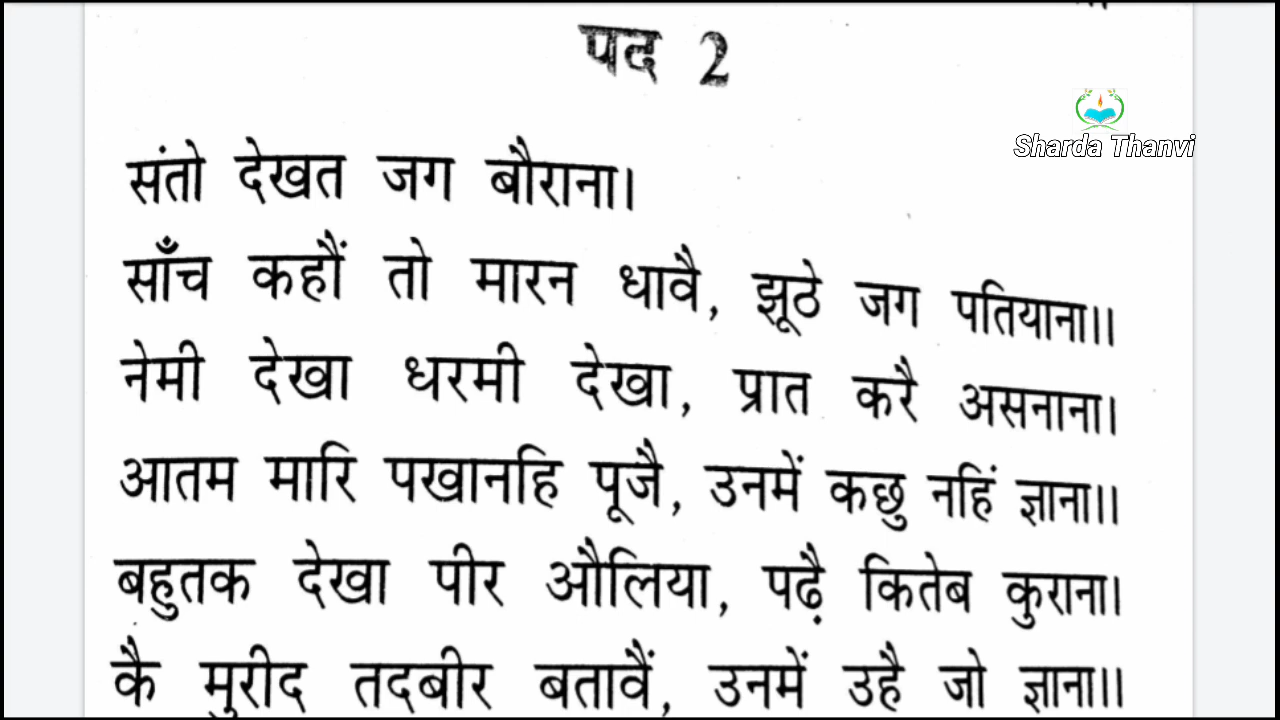 पद 2
Sharda Thanvi
संतो देखत जग बौराना।
साँच कहौं तो मारन धावै, झूठे जग पतियाना।।
नेमी देखा धरमी देखा, प्रात करै असनाना।
आतम मारि पखानहि पूजै, उनमें कछु नहिं ज्ञाना।।
बहुतक देखा पीर औलिया, पढ़ै कितेब कुराना।
कै मुरीद तदबीर बतावैं, उनमें उहै जो ज्ञाना।।